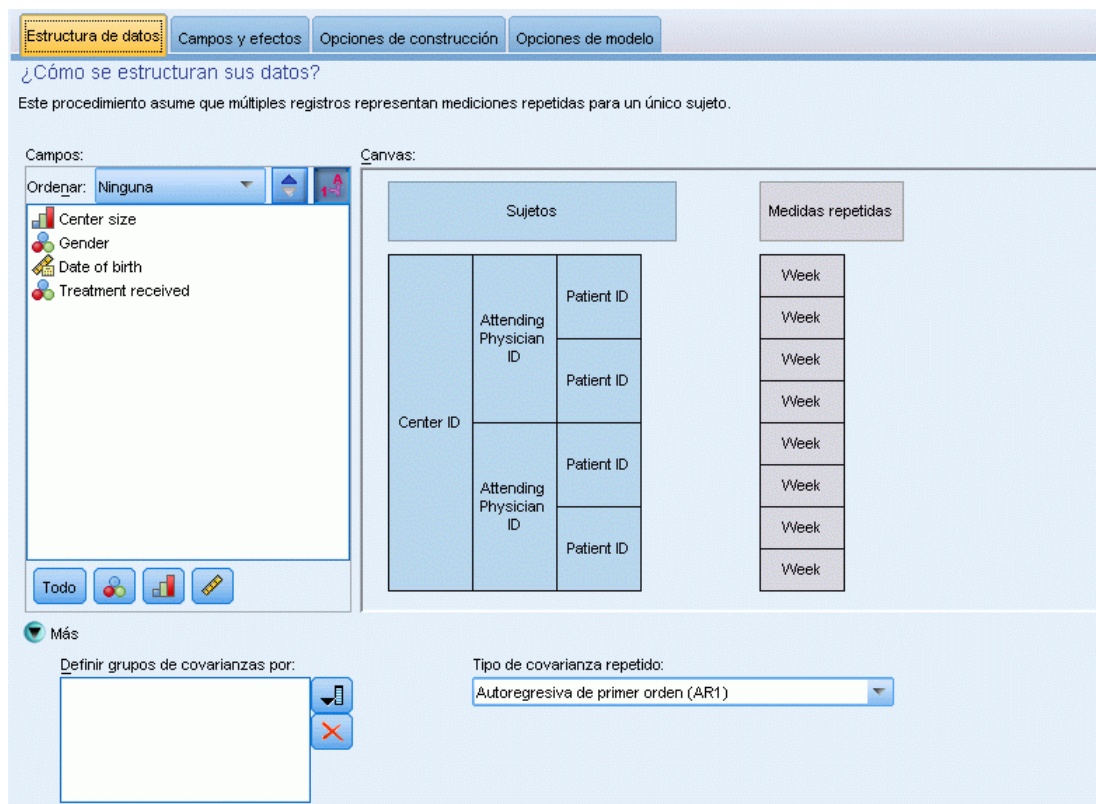 Estructura de datos Campos y efectos Opciones de construcción Opciones de modelo
¿Cómo se estructuran sus datos?
Este procedimiento asume que múltiples registros representan mediciones repetidas para un único sujeto.
Campos:
Ordenar: Ninguna
Center size
Gender
Date of birth
Treatment received
Todo
Canvas:
Sujetos
Medidas repetidas
Center ID
Attending
Physician
ID
Patient ID
Patient ID
Attending
Physician
ID
Patient ID
Patient ID
Week
Week
Week
Week
Week
Week
Week
Week
Más
Definir grupos de covarianzas por:
Tipo de covarianza repetido:
Autoregresiva de primer orden (AR1)